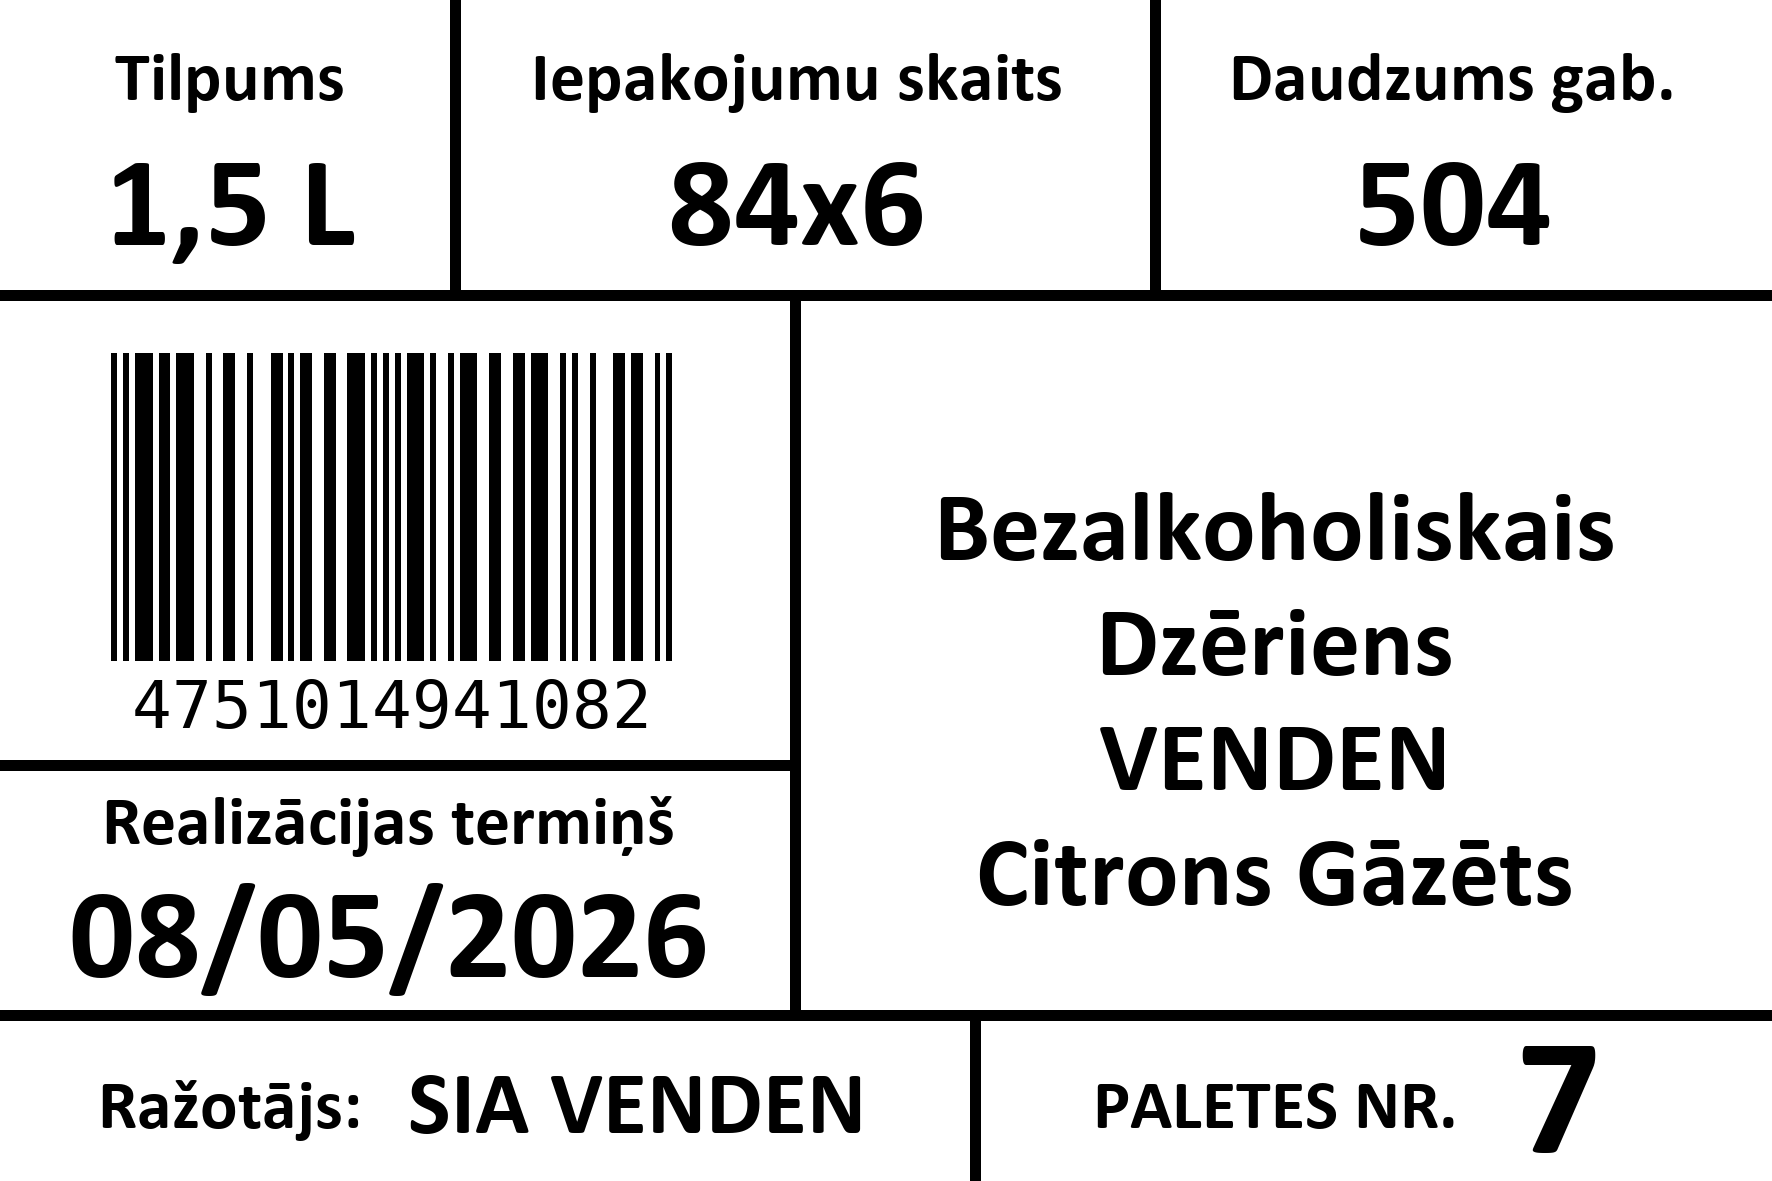 Tilpums
1,5 L
Iepakojumu skaits
84x6
Daudzums gab.
504
4751014941082
Realizācijas termiņš
08/05/2026
Bezalkoholiskais
Dzēriens
VENDEN
Citrons Gāzēts
Ražotājs: SIA VENDEN
PALETES NR. 7